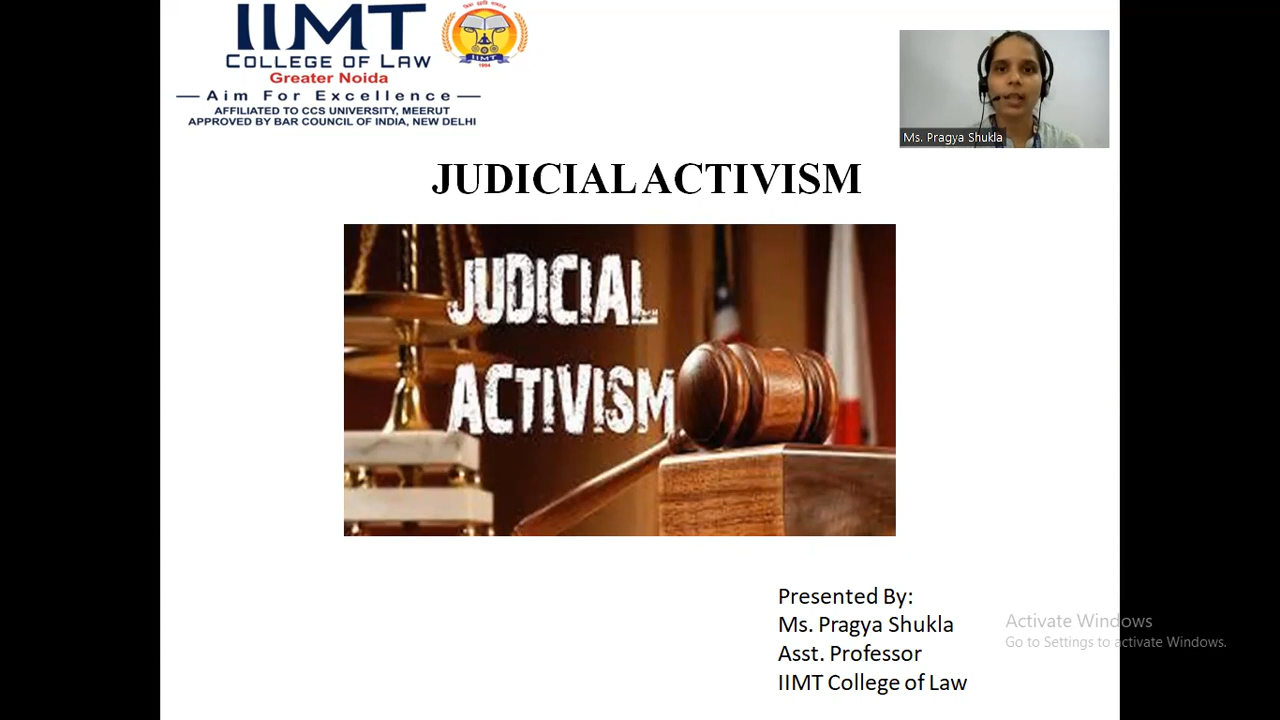 IIMT
COLLEGE OF LAW
Greater Noida
Aim For Excellence
AFFILIATED TO CCS UNIVERSITY, MEERUT
APPROVED BY BAR COUNCIL OF INDIA, NEW DELHI
IIMT
1994
Ms. Pragya Shukla
JUDICIAL ACTIVISM
JUDICIAL
ACTIVISM
Presented By:
Ms. Pragya Shukla
Asst. Professor
IIMT College of Law
Activate Windows
Go to Settings to activate Windows.